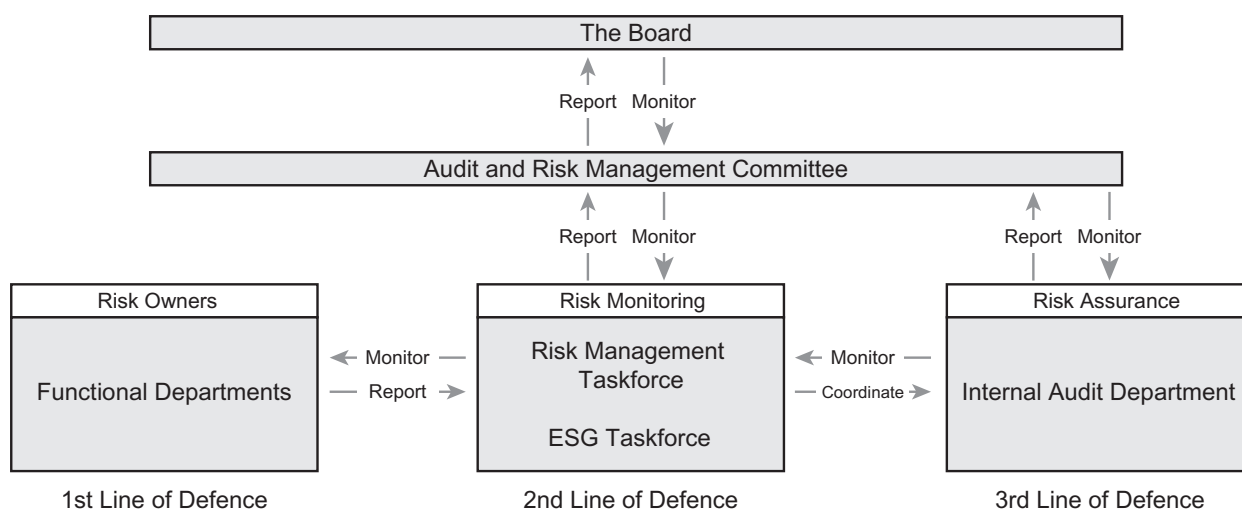 The Board
Report Monitor
Audit and Risk Management Committee
Report Monitor
Report Monitor
Risk Owners
Functional Departments
Monitor
Report
Risk Monitoring
Risk Management
Taskforce
ESG Taskforce
Monitor
Coordinate
Risk Assurance
Internal Audit Department
1st Line of Defence
2nd Line of Defence
3rd Line of Defence